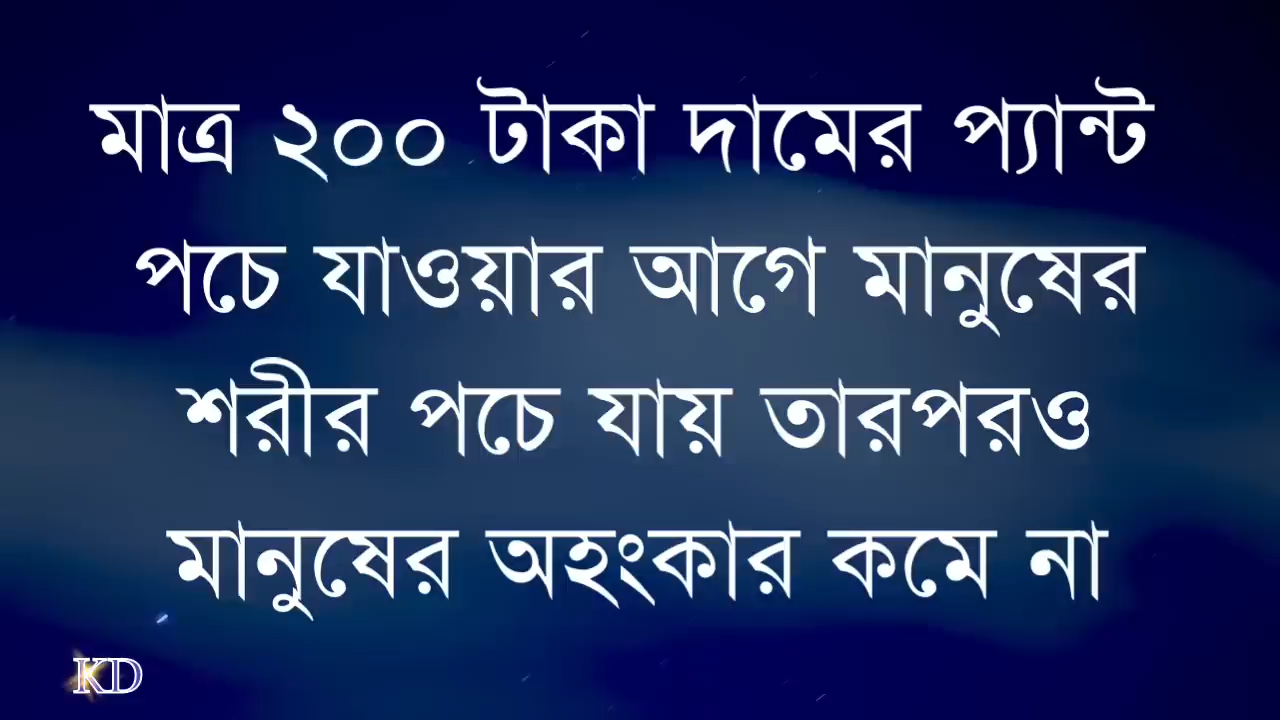 মাত্র ২০০ টাকা দামের প্যান্ট
পচে যাওয়ার আগে মানুষের
শরীর পচে যায় তারপরও
মানুষের অহংকার কমে না
KD